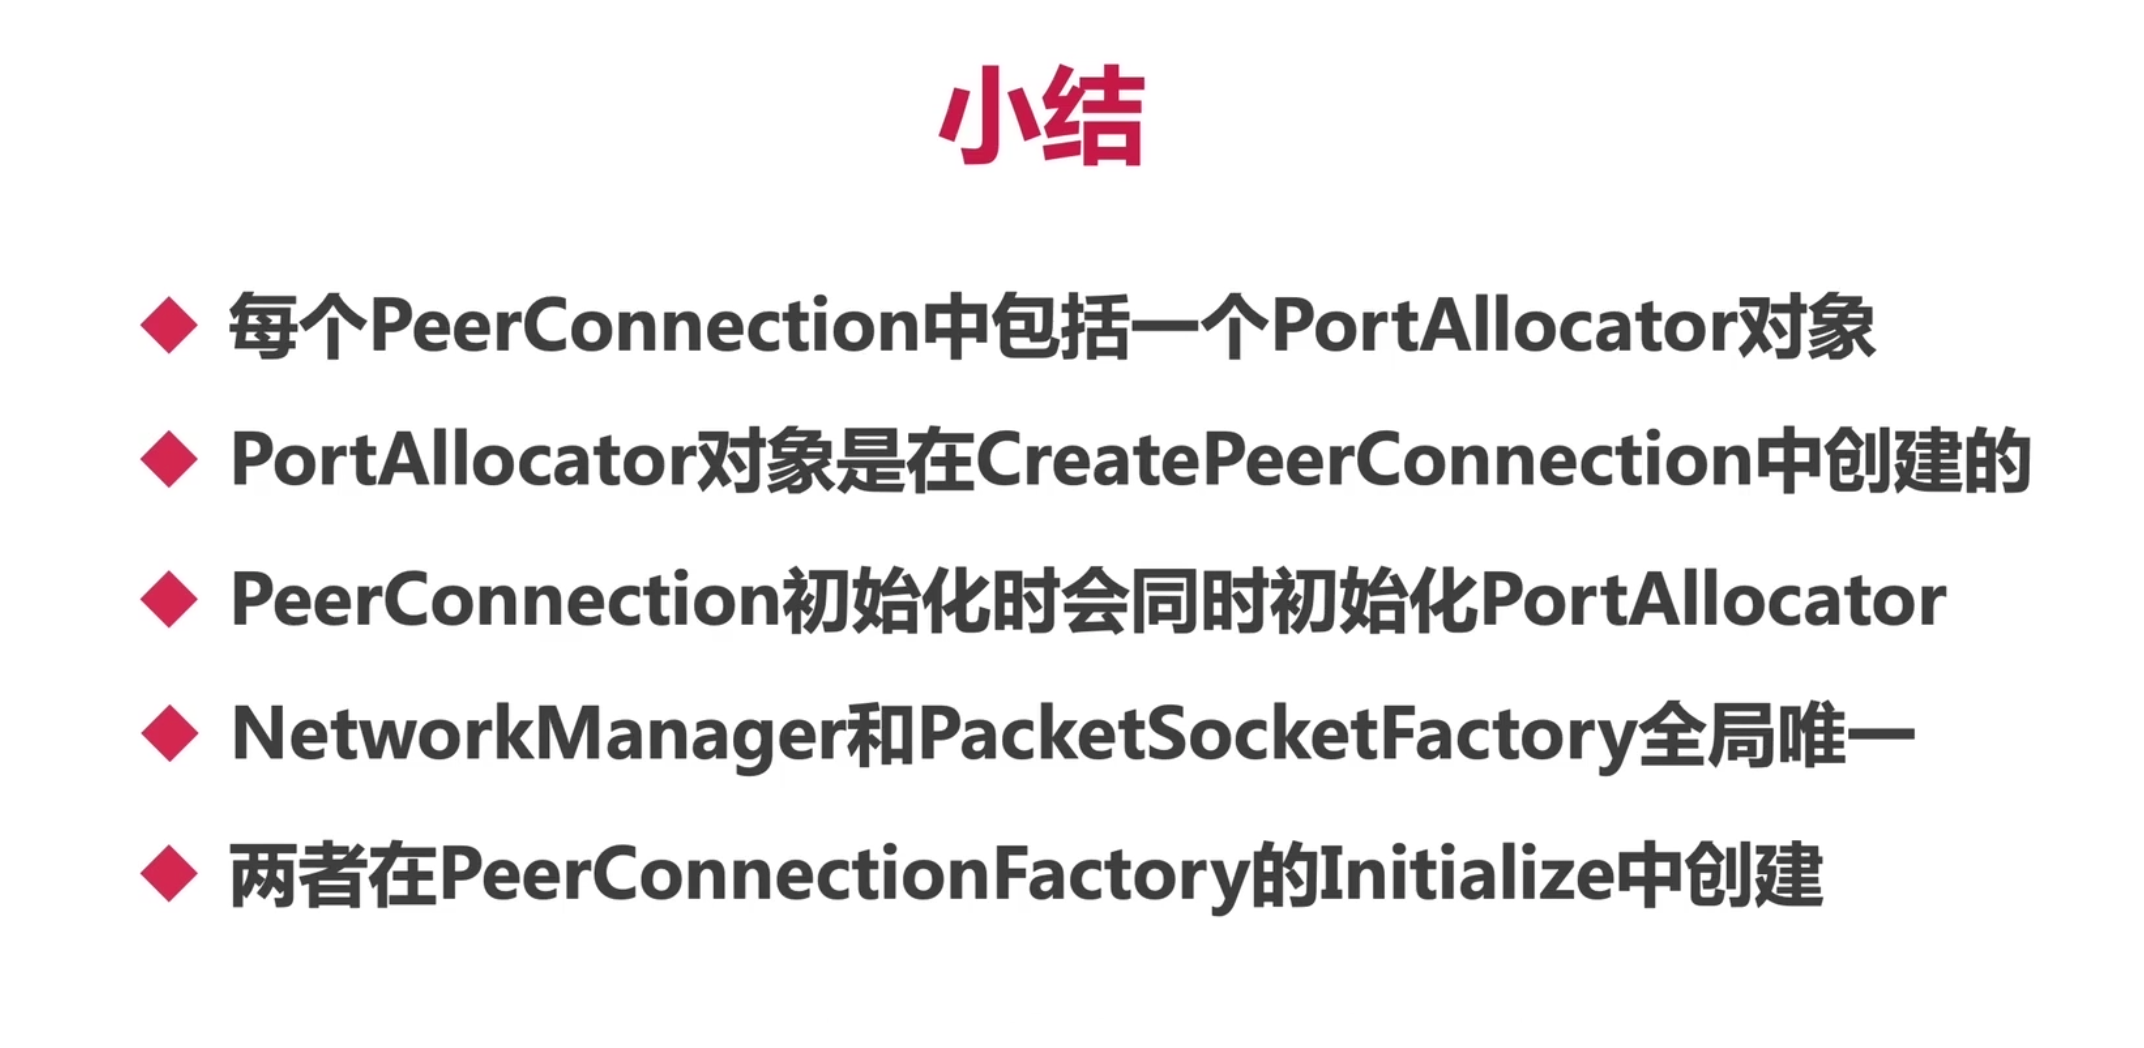 小结
每个PeerConnection中包括一个PortAllocator对象
PortAllocator对象是在CreatePeerConnection中创建的
PeerConnection初始化时会同时初始化PortAllocator
NetworkManager和PacketSocketFactory全局唯一
两者在PeerConnectionFactory的Initialize中创建